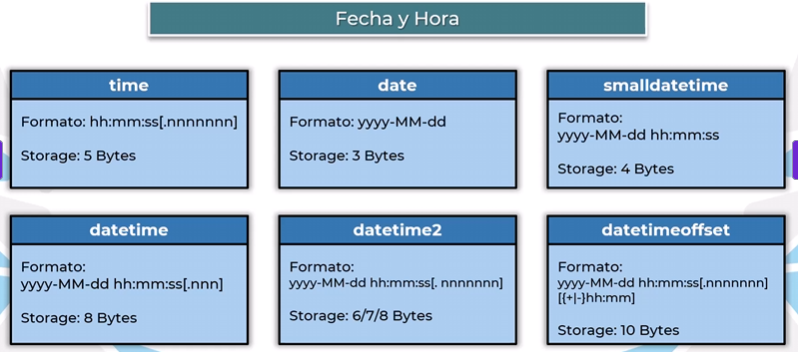 Fecha y Hora
time
Formato: hh:mm:ss[.nnnnnnn]
Storage: 5 Bytes
date
Formato: yyyy-MM-dd
Storage: 3 Bytes
smalldatetime
Formato:
yyyy-MM-dd hh:mm:ss
Storage: 4 Bytes
datetime
Formato:
yyyy-MM-dd hh:mm:ss[.nnn]
Storage: 8 Bytes
datetime2
Formato:
yyyy-MM-dd hh:mm:ss[. nnnnnnn]
Storage: 6/7/8 Bytes
datetimeoffset
Formato:
yyyy-MM-dd hh:mm:ss[.nnnnnnn]
[{+|-}hh:mm]
Storage: 10 Bytes